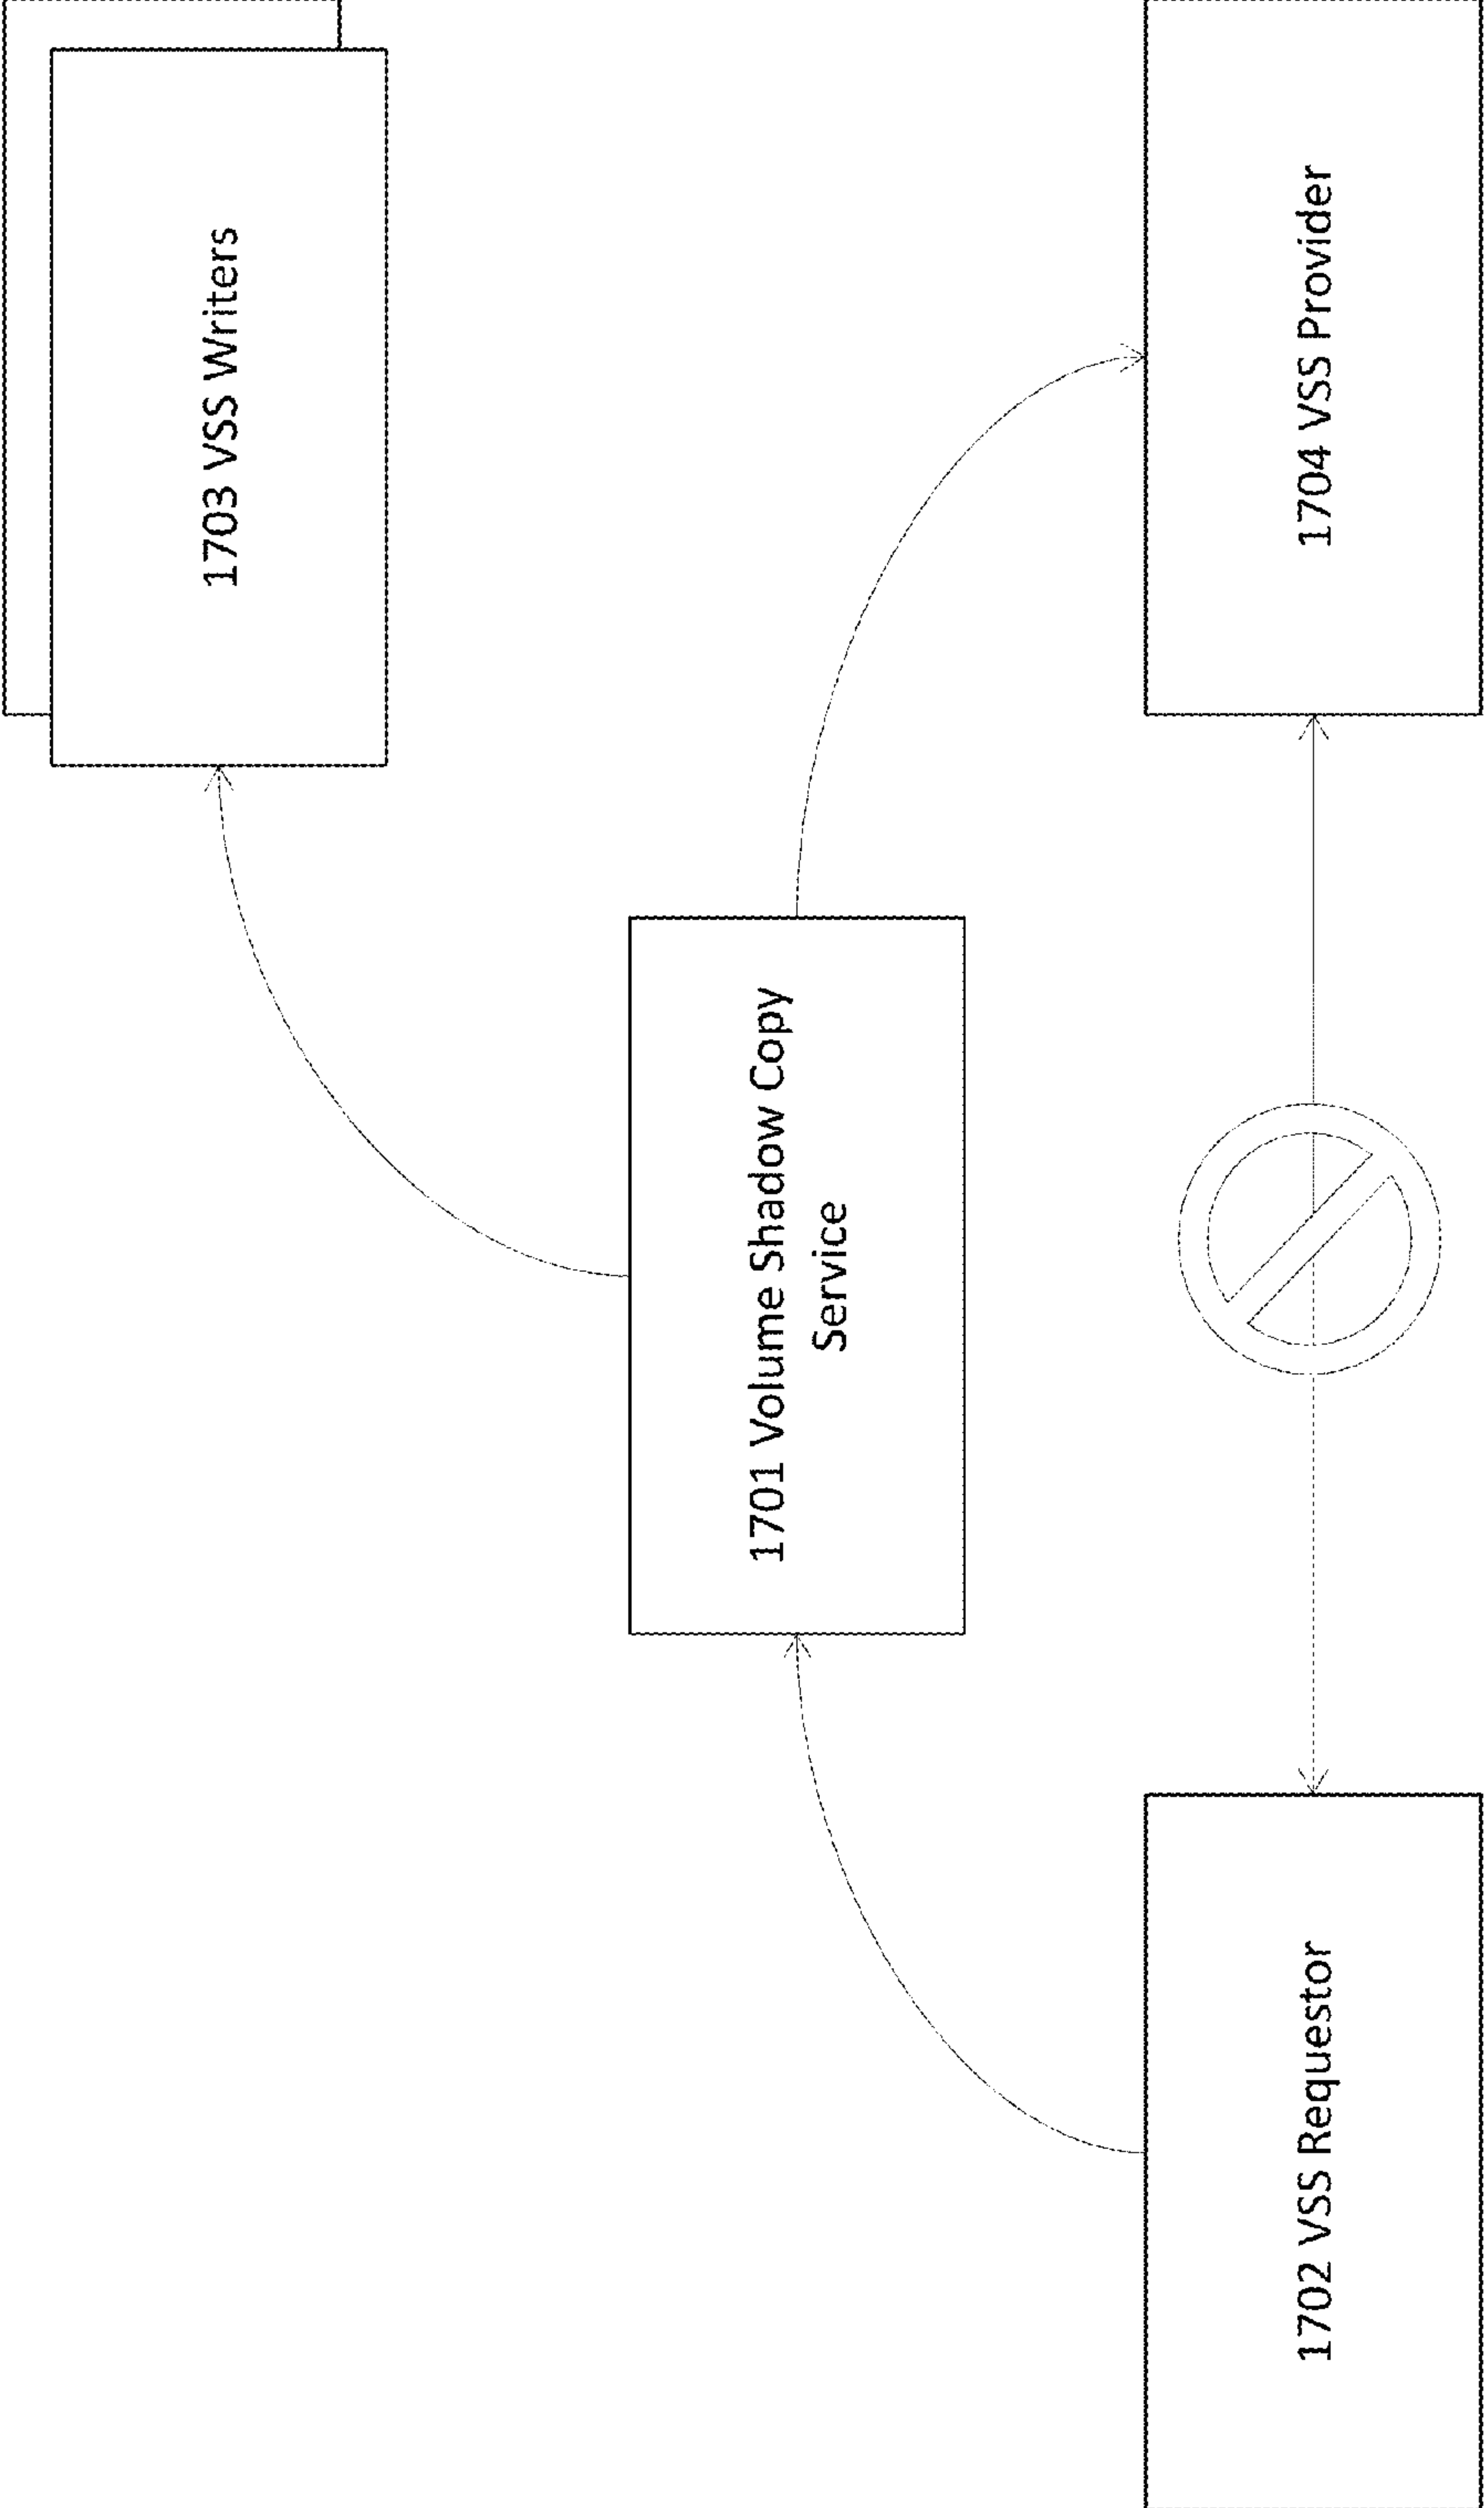 1703 VSS Writers
1701 Volume Shadow Copy
Service
1702 VSS Requestor
1704 VSS Provider